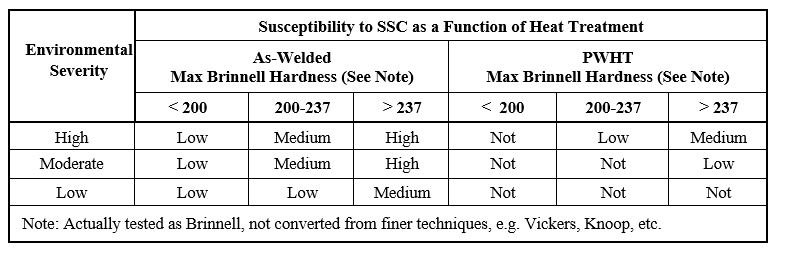 Environmental Severity
Susceptibility to SSC as a Function of Heat Treatment
As-Welded
Max Brinnell Hardness (See Note)
PWHT
Max Brinnell Hardness (See Note)
< 200 200-237 > 237 < 200 200-237 > 237
High Low Medium High Not Low Medium
Moderate Low Medium High Not Not Low
Low Low Low Medium Not Not Not
Note: Actually tested as Brinnell, not converted from finer techniques, e.g. Vickers, Knoop, etc.